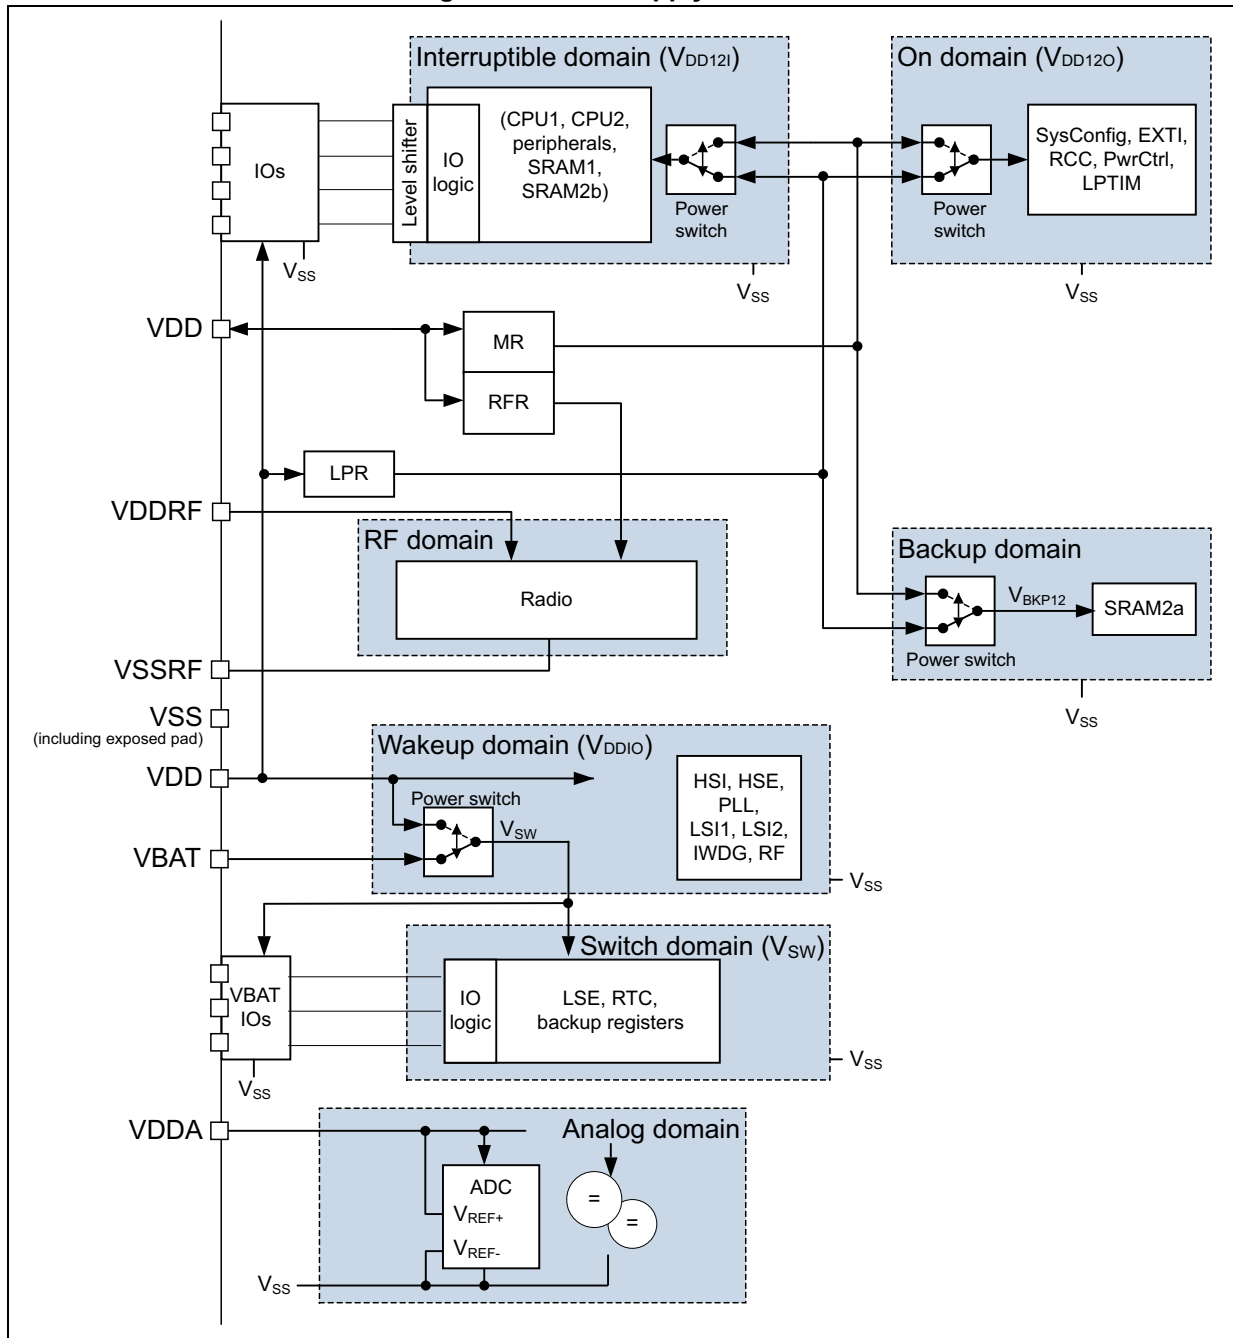 Interruptible domain (VDD12I)
On domain (VDD12O)
IOs
Level shifter
IO
logic
(CPU1, CPU2,
peripherals,
SRAM1,
SRAM2b)
Power
switch
Power
switch
SysConfig, EXTI,
RCC, PwrCtrl,
LPTIM
VSS
VSS
VSS
VDD
MR
RFR
LPR
VDDRF
RF domain
Radio
Backup domain
VBKP12
SRAM2a
Power switch
VSS
VSSRF
VSS
(including exposed pad)
VDD
Wakeup domain (VDDIO)
Power switch
VSW
HSI, HSE,
PLL,
LSI1, LSI2,
IWDG, RF
VBAT
VSS
Switch domain (VSW)
VBAT
IOs
IO
logic
LSE, RTC,
backup registers
VSS
VSS
VDDA
Analog domain
ADC
VREF+
VREF-
=
=
VSS